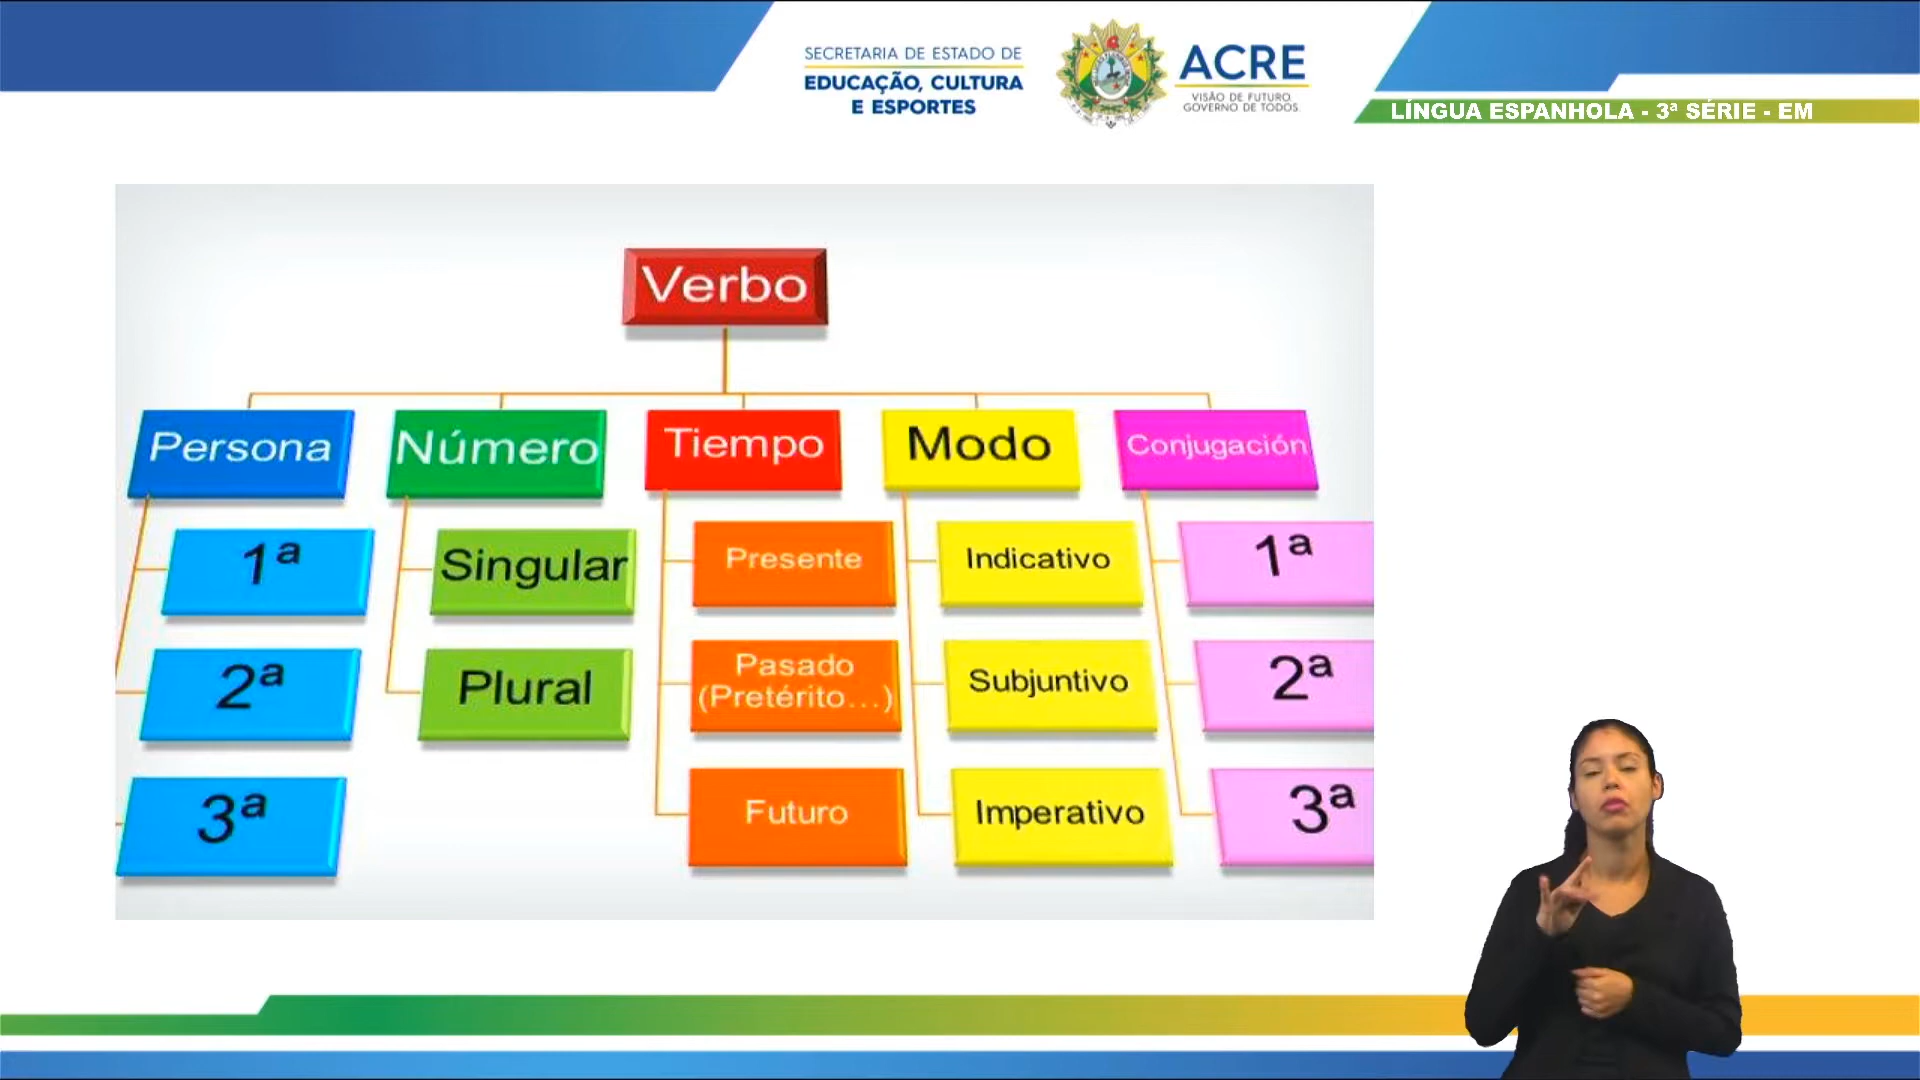 SECRETARIA DE ESTADO DE
EDUCAÇÃO, CULTURA
E ESPORTES
ACRE
VISÃO DE FUTURO.
GOVERNO DE TODOS.
LÍNGUA ESPANHOLA - 3ª SÉRIE - EM
Verbo
Persona
Número
Tiempo
Modo
Conjugación
1ª
Singular
Presente
Indicativo
1ª
2ª
Plural
Pasado
(Pretérito...)
Subjuntivo
2ª
3ª
Futuro
Imperativo
3ª